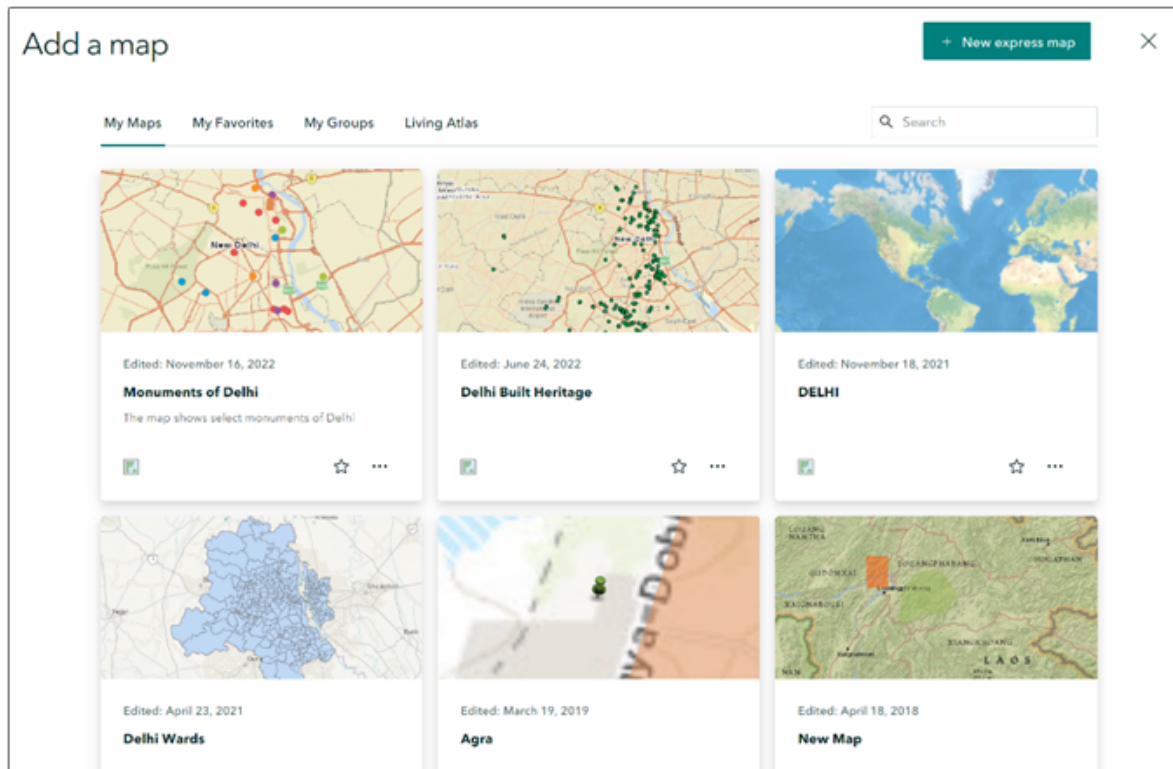 Add a map
+ New express map
My Maps My Favorites My Groups Living Atlas
Search
New Delhi
New Delhi
Edited: November 16, 2022
Monuments of Delhi
The map shows select monuments of Delhi
Edited: June 24, 2022
Delhi Built Heritage
Edited: November 18, 2021
DELHI
nya-Dob
LAOS
Edited: April 23, 2021
Delhi Wards
Edited: March 19, 2019
Agra
Edited: April 18, 2018
New Map